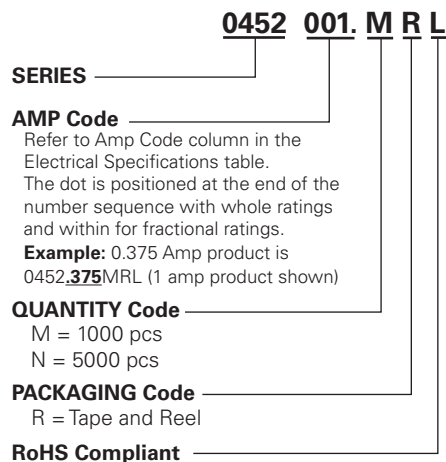 0452 001. M R L
SERIES
AMP Code
Refer to Amp Code column in the
Electrical Specifications table.
The dot is positioned at the end of the
number sequence with whole ratings
and within for fractional ratings.
Example: 0.375 Amp product is
0452.375MRL (1 amp product shown)
QUANTITY Code
M = 1000 pcs
N = 5000 pcs
PACKAGING Code
R = Tape and Reel
RoHS Compliant